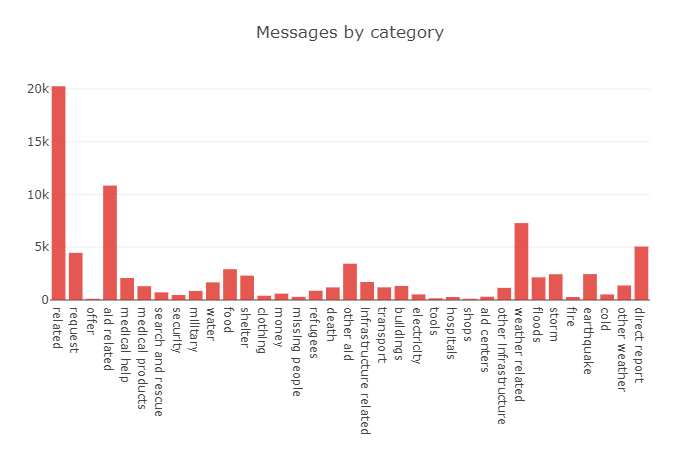 Messages by category
20k
15k
10k
5k
0
related
request
offer
aid related
medical help
medical products
search and rescue
security
military
water
food
shelter
clothing
money
missing people
refugees
death
other aid
infrastructure related
transport
buildings
electricity
tools
hospitals
shops
aid centers
other infrastructure
weather related
floods
storm
fire
earthquake
cold
other weather
direct report